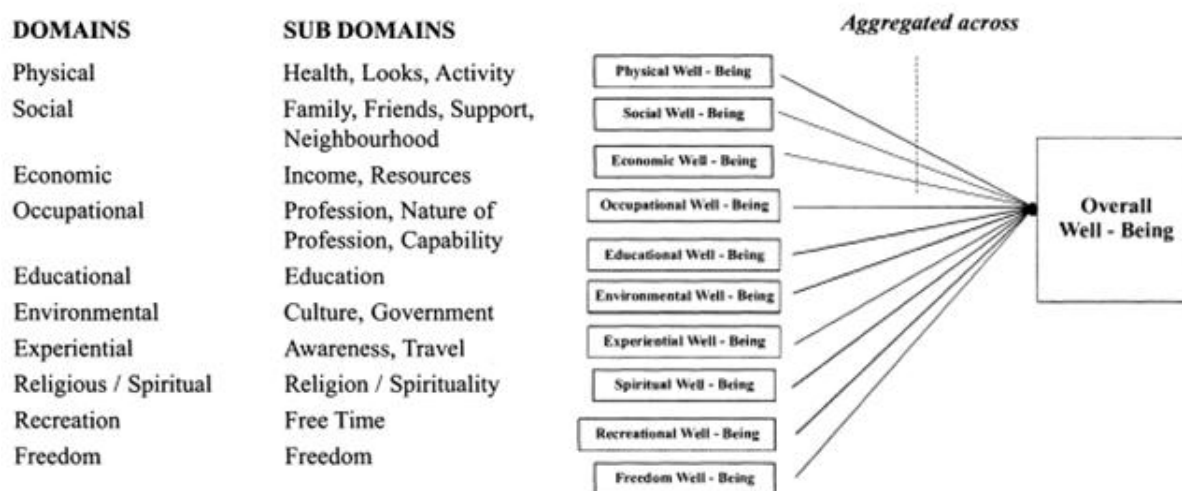 DOMAINS SUB DOMAINS
Physical Health, Looks, Activity
Social Family, Friends, Support,
Neighbourhood
Economic Income, Resources
Occupational Profession, Nature of
Profession, Capability
Educational Education
Environmental Culture, Government
Experiential Awareness, Travel
Religious / Spiritual Religion / Spirituality
Recreation Free Time
Freedom Freedom
Aggregated across
Physical Well - Being
Social Well - Being
Economic Well - Being
Occupational Well - Being
Educational Well - Being
Environmental Well - Being
Experiential Well - Being
Spiritual Well - Being
Recreational Well - Being
Freedom Well - Being
Overall
Well - Being